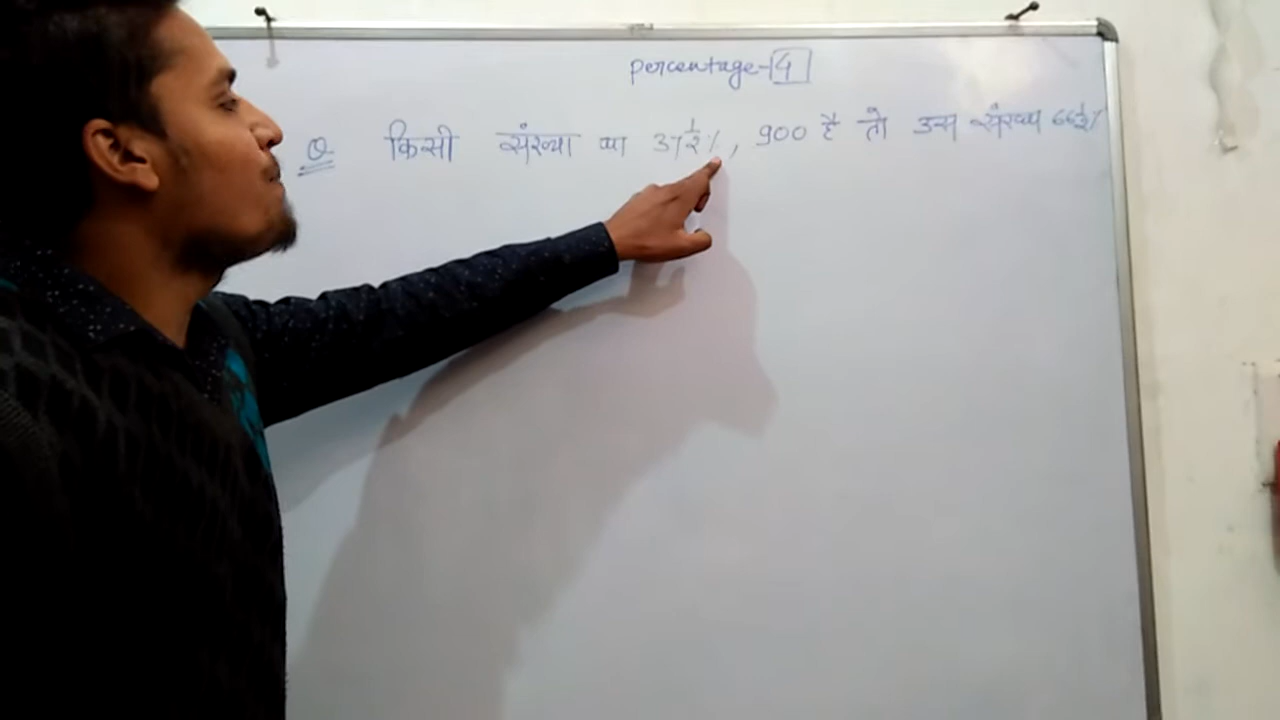 Percentage-4
Q किसी संख्या का 37½%, 900 है तो उस संख्या